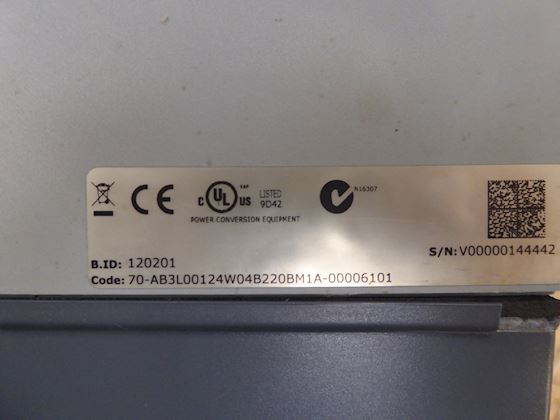 CE
C UL US LISTED
9D42
N16307
POWER CONVERSION EQUIPMENT
S/N: V00000144442
B.ID: 120201
Code: 70-AB3L00124W04B220BM1A-00006101